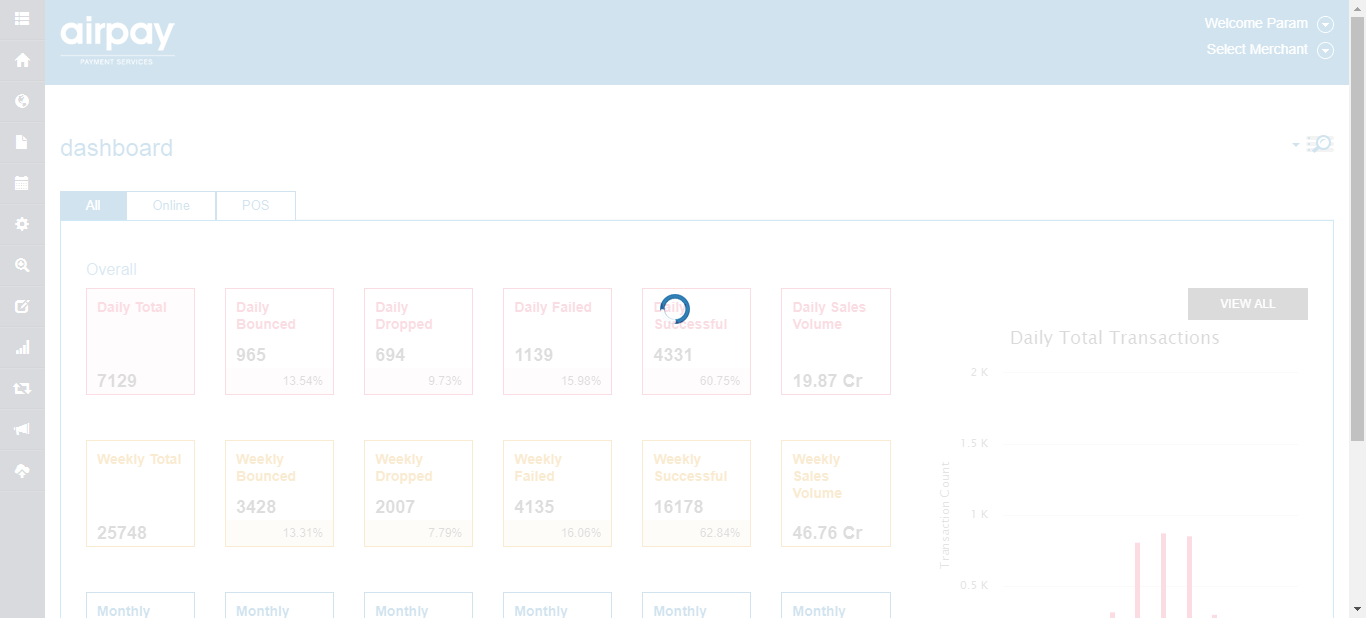 airpay
PAYMENT SERVICES
Welcome Param
Select Merchant
dashboard
All
Online
POS
Overall
Daily Total
7129
Daily
Bounced
965
13.54%
Daily
Dropped
694
9.73%
Daily Failed
1139
15.98%
Daily
Successful
4331
60.75%
Daily Sales
Volume
19.87 Cr
Weekly Total
25748
Weekly
Bounced
3428
13.31%
Weekly
Dropped
2007
7.79%
Weekly
Failed
4135
16.06%
Weekly
Successful
16178
62.84%
Weekly
Sales
Volume
46.76 Cr
Monthly
Monthly
Monthly
Monthly
Monthly
Monthly
VIEW ALL
Daily Total Transactions
2 K
1.5 K
1 K
0.5 K
Transaction Count